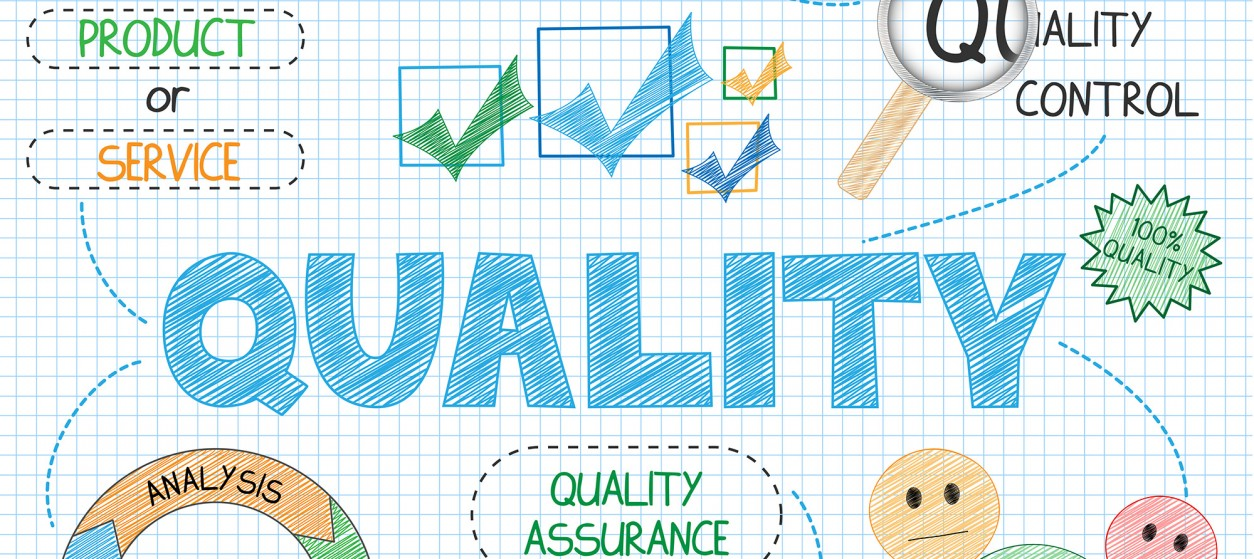 PRODUCT
or
SERVICE
QUALITY
CONTROL
100%
QUALITY
QUALITY
ANALYSIS
QUALITY
ASSURANCE